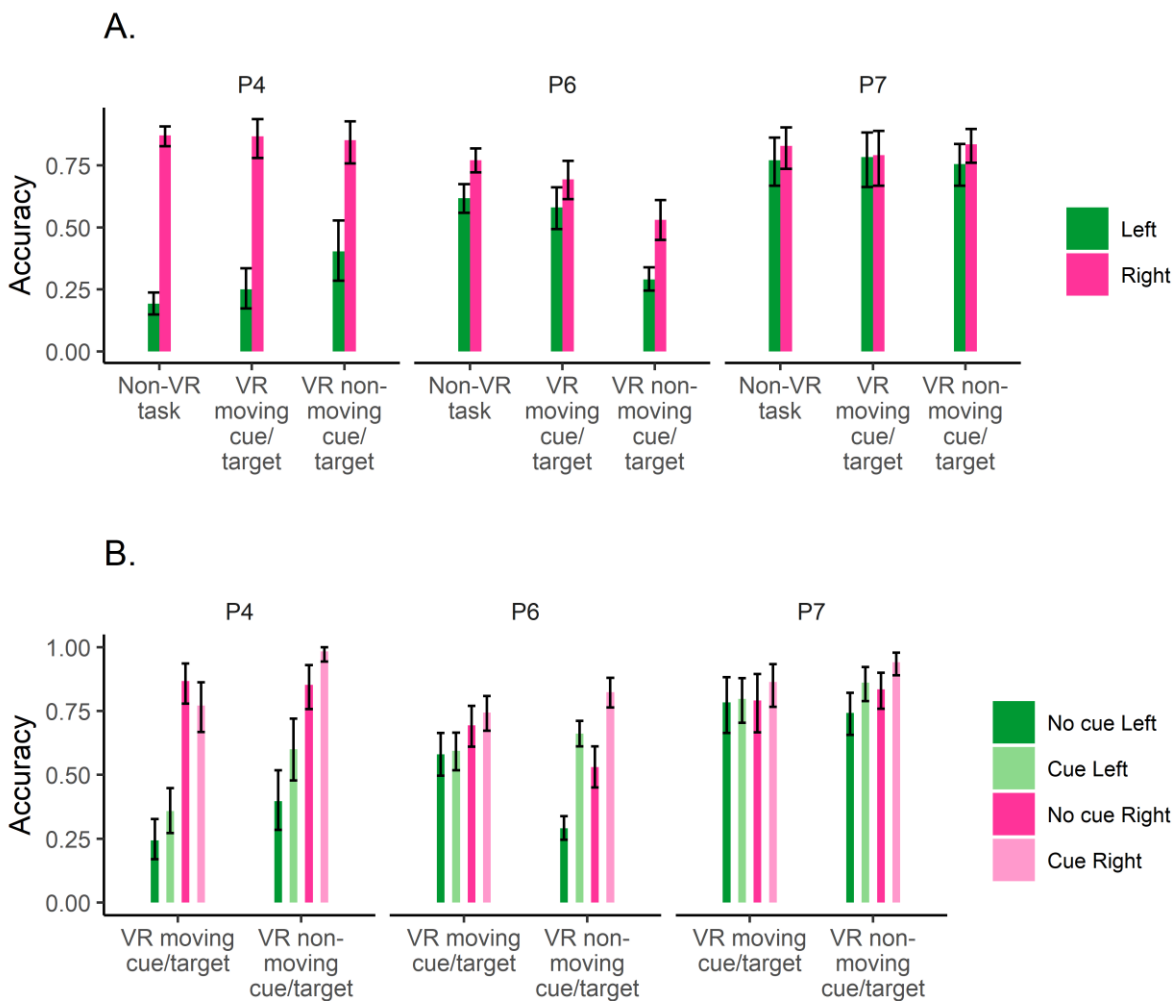 A.
P4 P6 P7
0.75
0.50
0.25
0.00
Accuracy
Left
Right
Non-VR VR VR non- Non-VR VR VR non- Non-VR VR VR non-
task moving moving task moving moving task moving moving
cue/ cue/ cue/ cue/ cue/ cue/
target target target target target target
B.
P4 P6 P7
1.00
0.75
0.50
0.25
0.00
Accuracy
No cue Left
Cue Left
No cue Right
Cue Right
VR moving VR non- VR moving VR non- VR moving VR non-
cue/target moving cue/target moving cue/target moving
cue/target cue/target cue/target